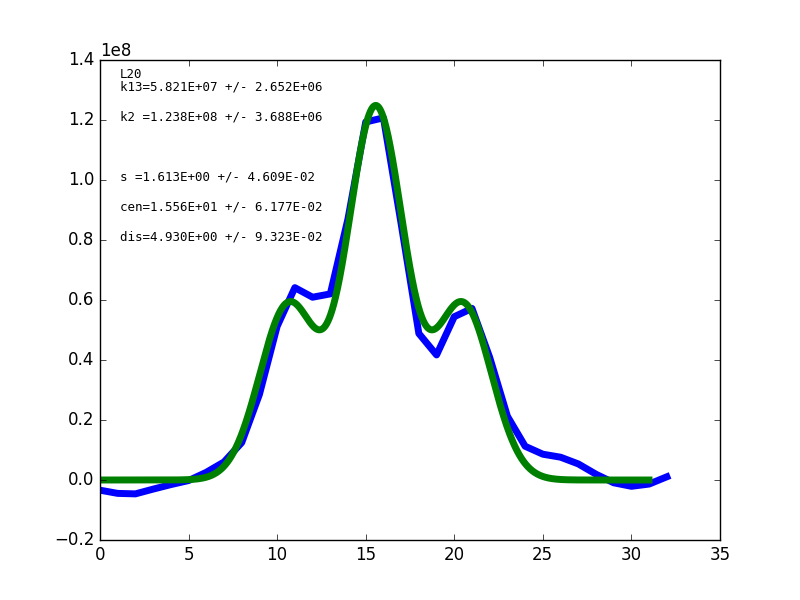 1e8
1.4
L20
k13=5.821E+07 +/- 2.652E+06
1.2
k2 =1.238E+08 +/- 3.688E+06
1.0
s =1.613E+00 +/- 4.609E-02
0.8
cen=1.556E+01 +/- 6.177E-02
dis=4.930E+00 +/- 9.323E-02
0.6
0.4
0.2
0.0
−0.2
0 5 10 15 20 25 30 35